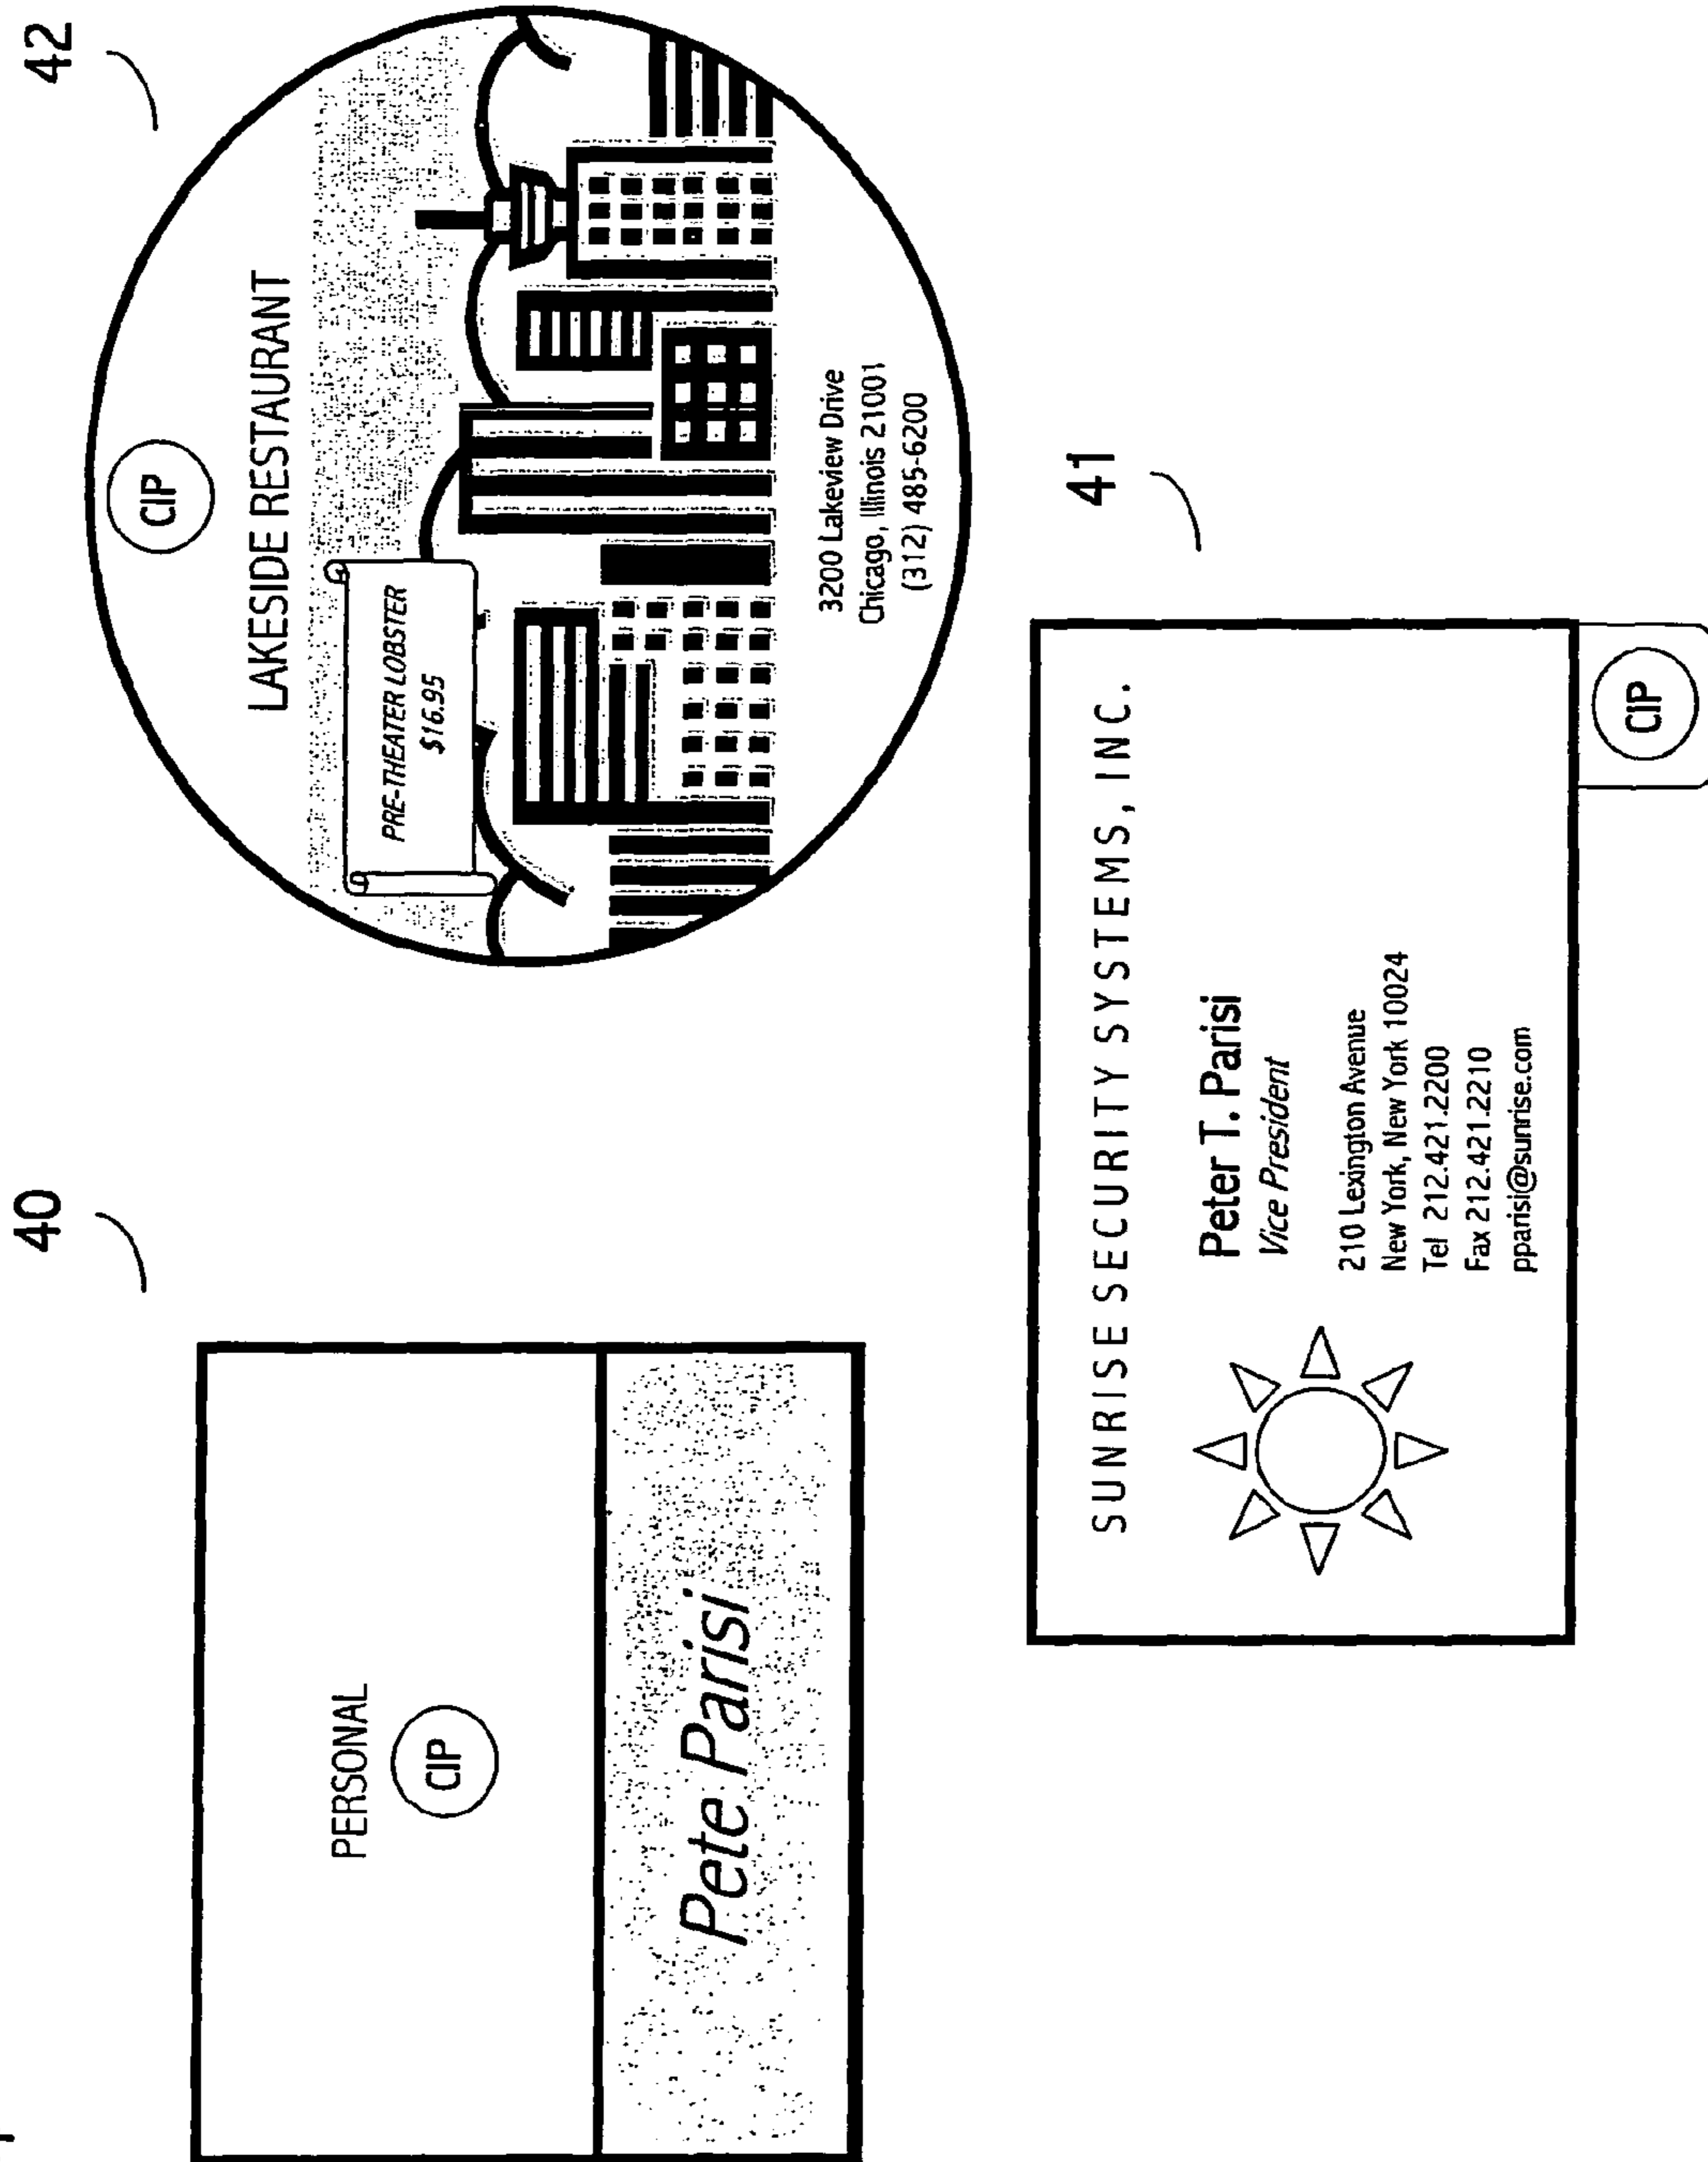 40
PERSONAL
CIP
Pete Parisi
42
CIP
LAKESIDE RESTAURANT
PRE-THEATER LOBSTER
$16.95
3200 Lakeview Drive
Chicago, Illinois 21001
(312) 485-6200
41
SUNRISE SECURITY SYSTEMS, INC.
Peter T. Parisi
Vice President
210 Lexington Avenue
New York, New York 10024
Tel 212.421.2200
Fax 212.421.2210
pparisi@sunrise.com
CIP